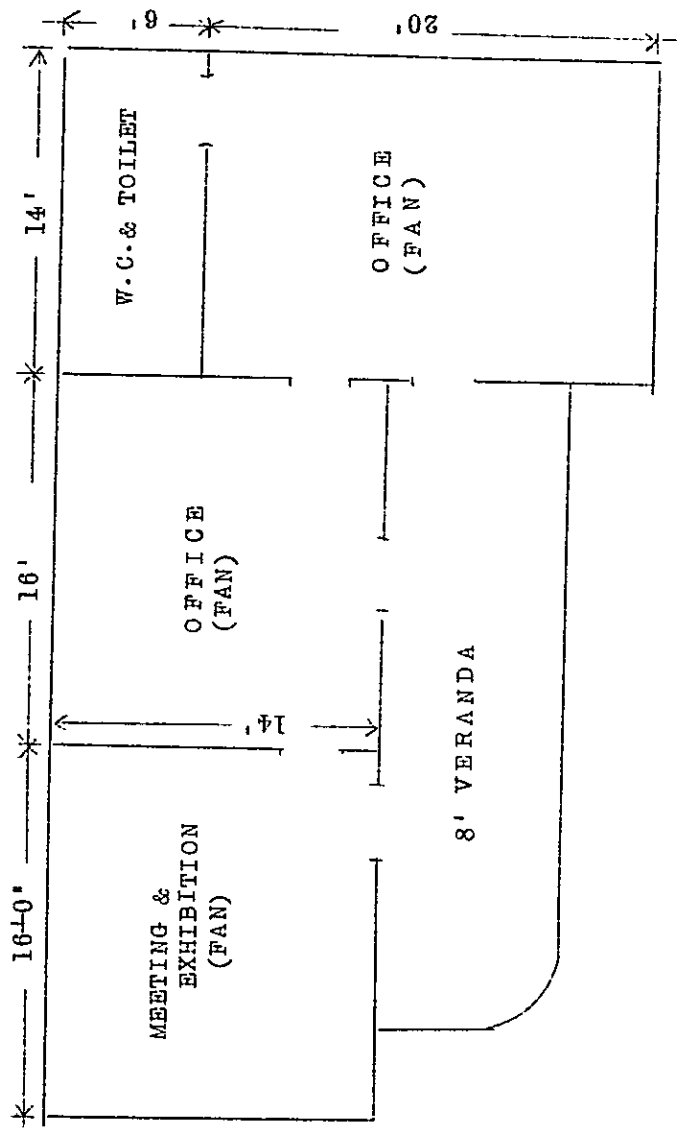 16'-0"
16'
14'
6'
20'
14'
MEETING &
EXHIBITION
(FAN)
OFFICE
(FAN)
W.C.& TOILET
OFFICE
(FAN)
8' VERANDA